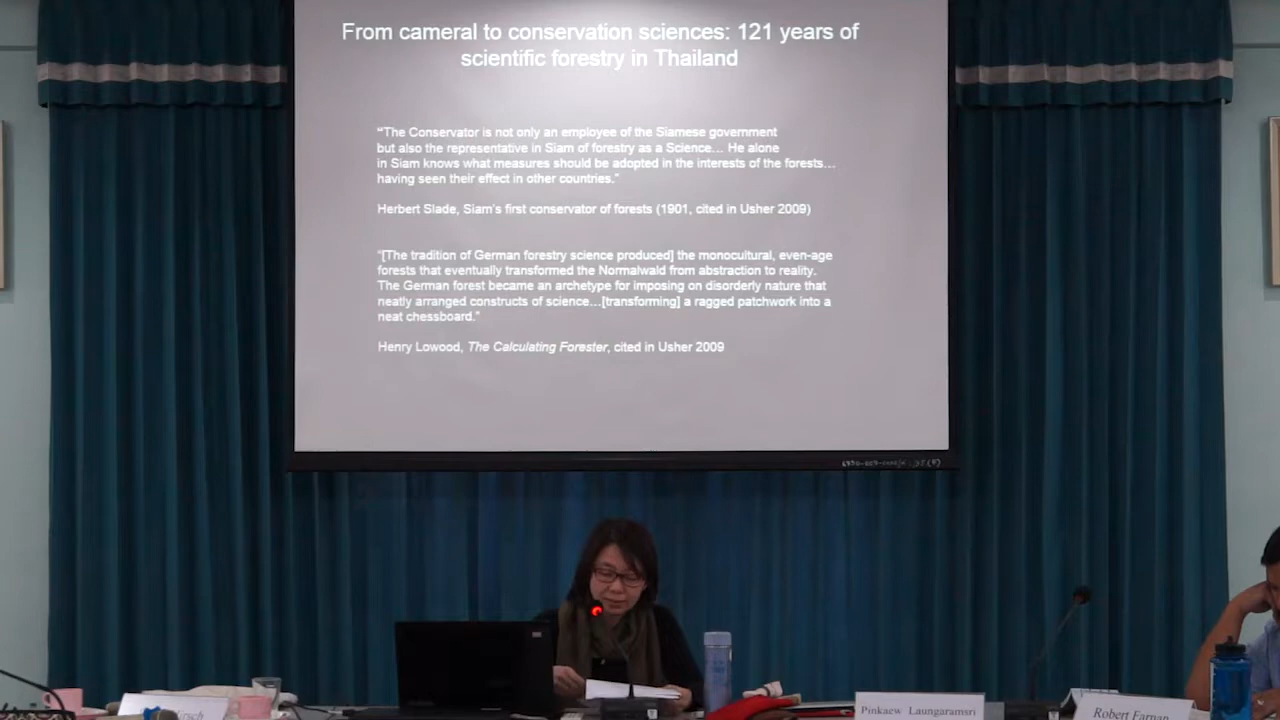 From cameral to conservation sciences: 121 years of
scientific forestry in Thailand
“The Conservator is not only an employee of the Siamese government
but also the representative in Siam of forestry as a Science… He alone
in Siam knows what measures should be adopted in the interests of the forests…
having seen their effect in other countries.”
Herbert Slade, Siam’s first conservator of forests (1901, cited in Usher 2009)
“[The tradition of German forestry science produced] the monocultural, even-age
forests that eventually transformed the Normalwald from abstraction to reality.
The German forest became an archetype for imposing on disorderly nature that
neatly arranged constructs of science…[transforming] a ragged patchwork into a
neat chessboard.”
Henry Lowood, The Calculating Forester, cited in Usher 2009
Pinkaew Laungaramsri
Robert Farnan